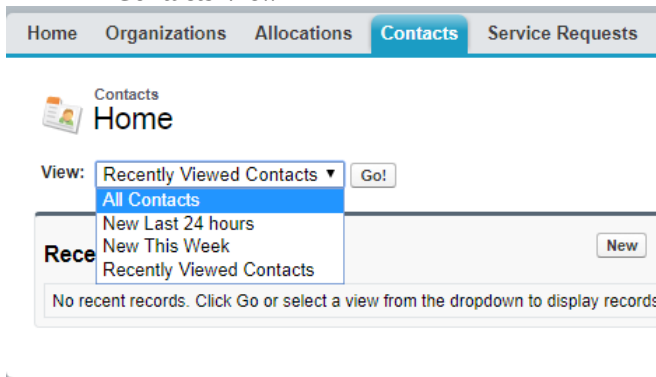 Home Organizations Allocations Contacts Service Requests
Contacts
Home
View: Recently Viewed Contacts ▼ Go!
All Contacts
New Last 24 hours
New This Week
Recently Viewed Contacts
Rece New
No recent records. Click Go or select a view from the dropdown to display records